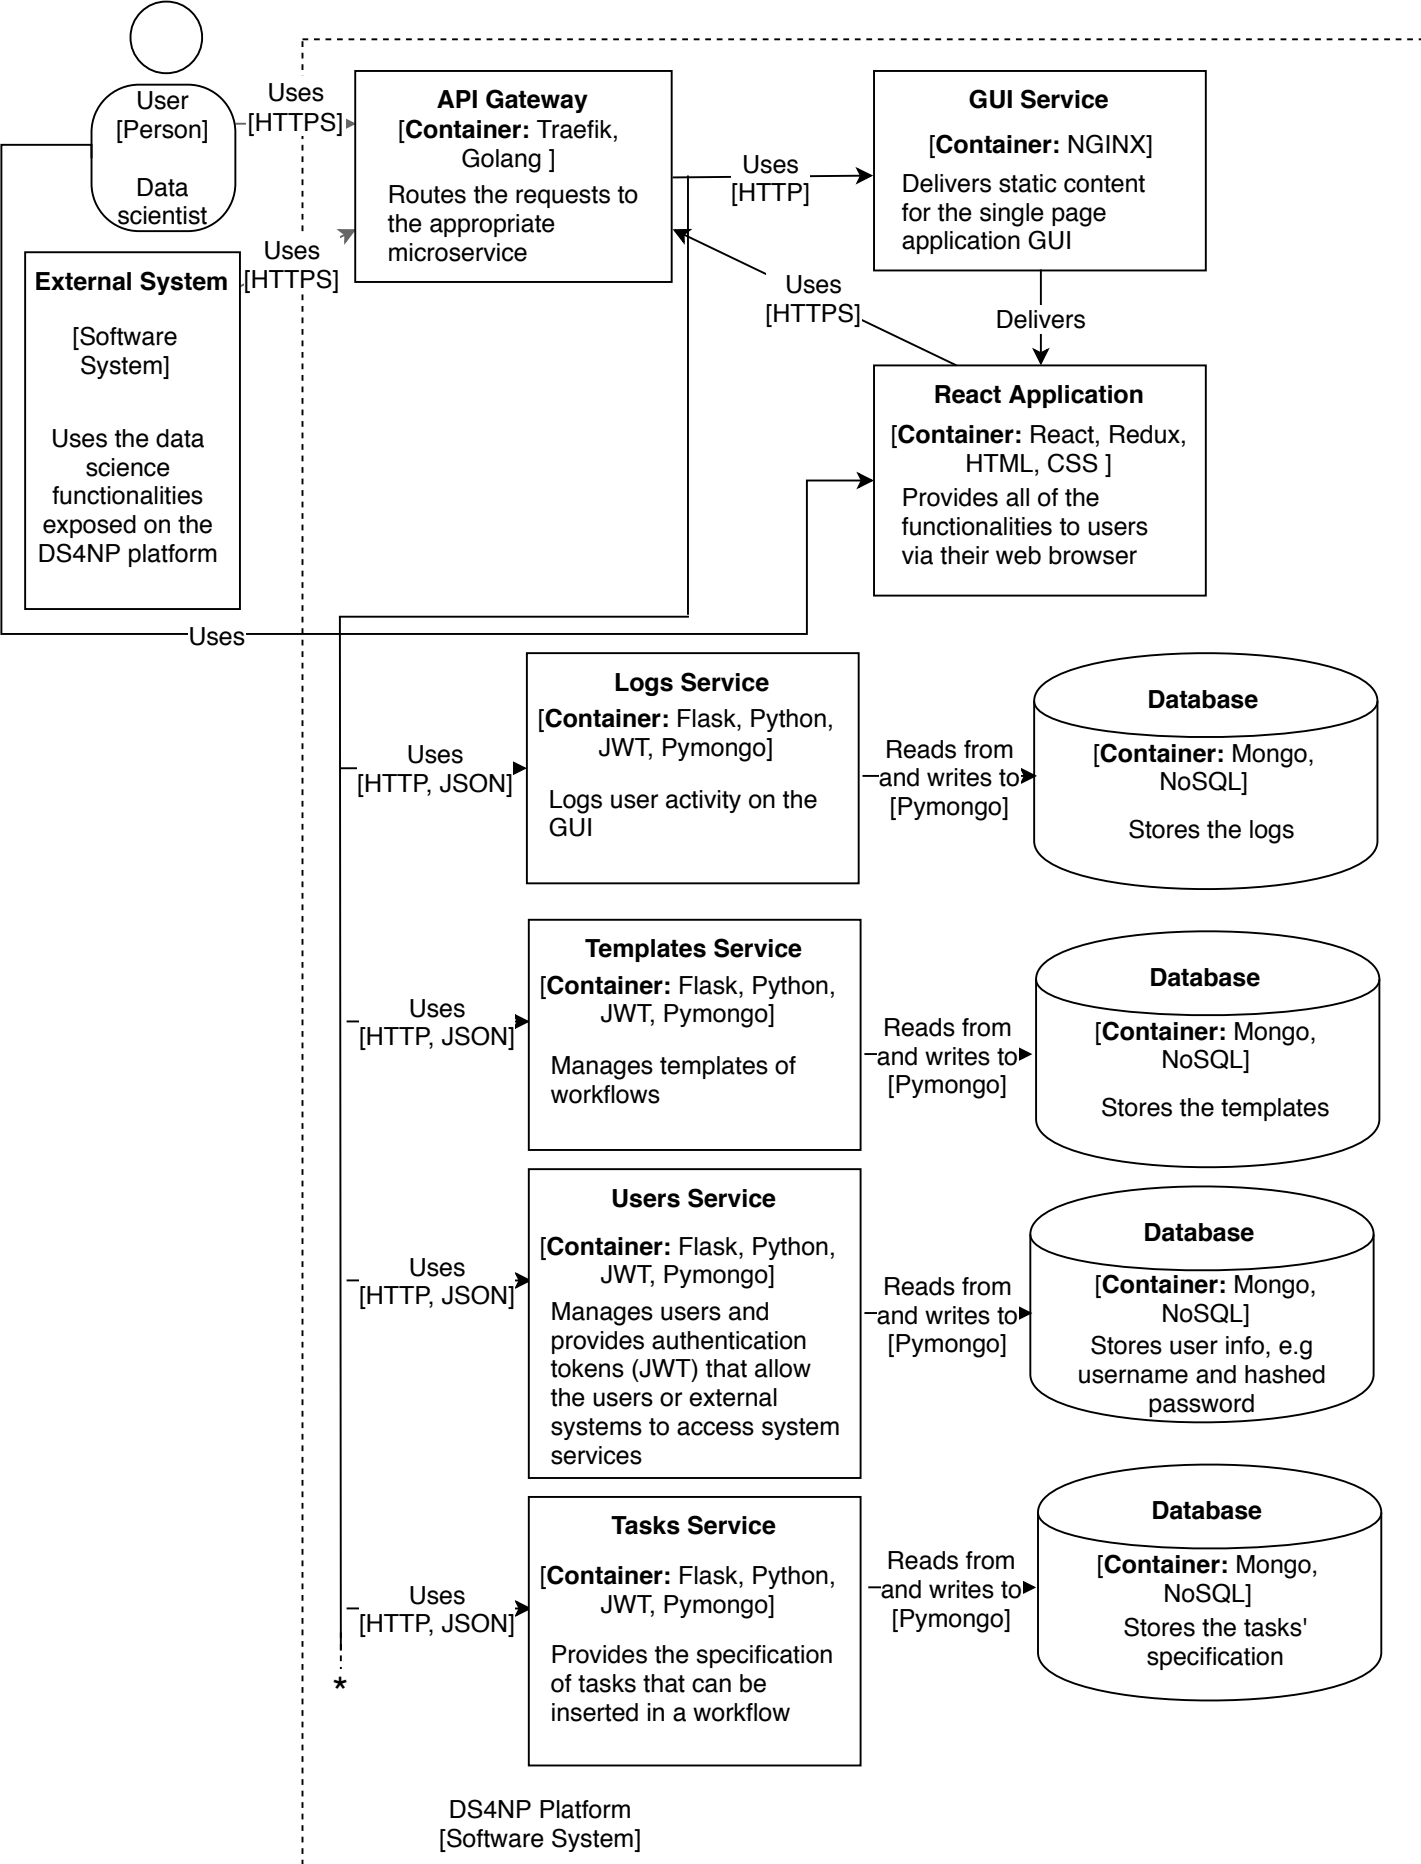 User
[Person]
Data
scientist
Uses
[HTTPS]
API Gateway
[Container: Traefik,
Golang ]
Routes the requests to
the appropriate
microservice
Uses
[HTTP]
GUI Service
[Container: NGINX]
Delivers static content
for the single page
application GUI
Uses
[HTTPS]
External System
[Software
System]
Uses the data
science
functionalities
exposed on the
DS4NP platform
Uses
[HTTPS]
Delivers
React Application
[Container: React, Redux,
HTML, CSS ]
Provides all of the
functionalities to users
via their web browser
Uses
Uses
[HTTP, JSON]
Logs Service
[Container: Flask, Python,
JWT, Pymongo]
Logs user activity on the
GUI
Reads from
and writes to
[Pymongo]
Database
[Container: Mongo,
NoSQL]
Stores the logs
Uses
[HTTP, JSON]
Templates Service
[Container: Flask, Python,
JWT, Pymongo]
Manages templates of
workflows
Reads from
and writes to
[Pymongo]
Database
[Container: Mongo,
NoSQL]
Stores the templates
Uses
[HTTP, JSON]
Users Service
[Container: Flask, Python,
JWT, Pymongo]
Manages users and
provides authentication
tokens (JWT) that allow
the users or external
systems to access system
services
Reads from
and writes to
[Pymongo]
Database
[Container: Mongo,
NoSQL]
Stores user info, e.g
username and hashed
password
Uses
[HTTP, JSON]
Tasks Service
[Container: Flask, Python,
JWT, Pymongo]
Provides the specification
of tasks that can be
inserted in a workflow
Reads from
and writes to
[Pymongo]
Database
[Container: Mongo,
NoSQL]
Stores the tasks'
specification
*
DS4NP Platform
[Software System]